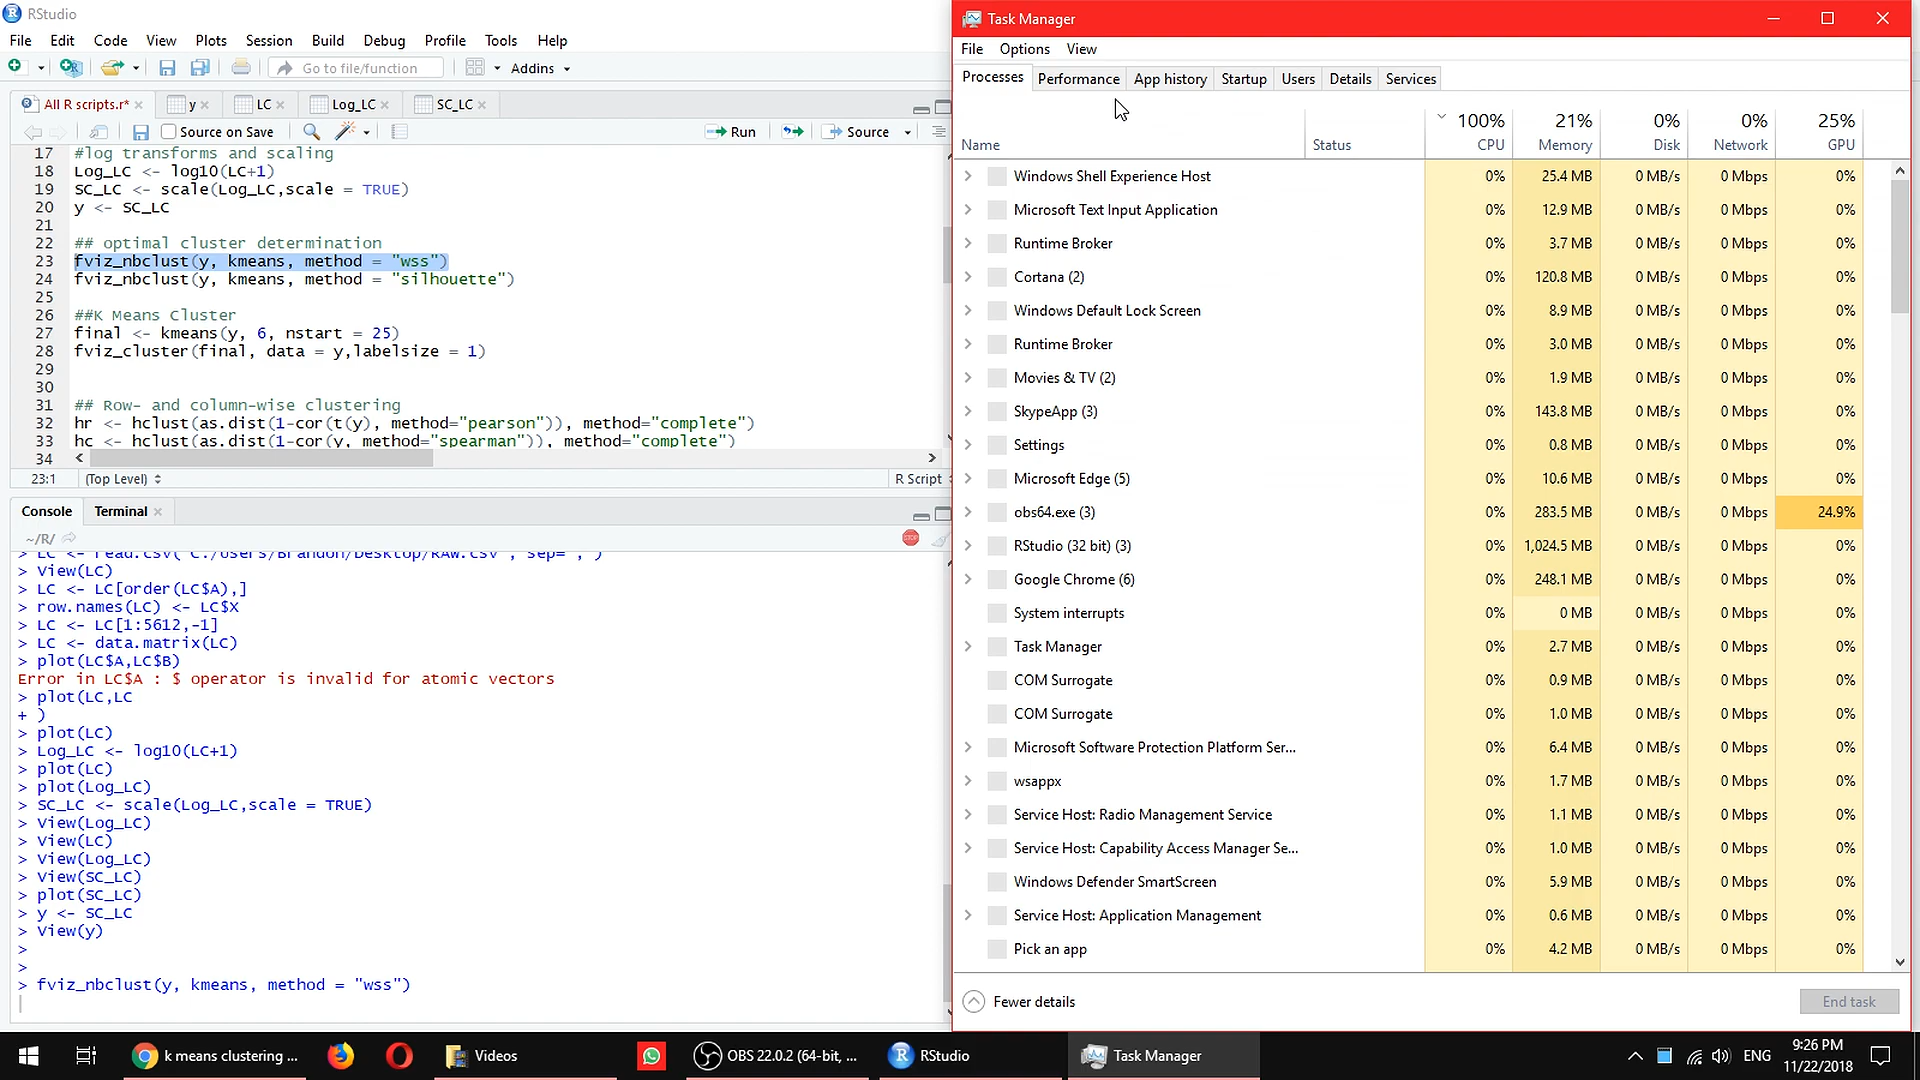 RStudio
File Edit Code View Plots Session Build Debug Profile Tools Help
Go to file/function Addins
All R scripts.r* y LC Log_LC SC_LC
Source on Save Run Source
17 #log transforms and scaling
18 Log_LC <- log10(LC+1)
19 SC_LC <- scale(Log_LC,scale = TRUE)
20 y <- SC_LC
21
22 ## optimal cluster determination
23 fviz_nbclust(y, kmeans, method = "wss")
24 fviz_nbclust(y, kmeans, method = "silhouette")
25
26 ##K Means Cluster
27 final <- kmeans(y, 6, nstart = 25)
28 fviz_cluster(final, data = y,labelsize = 1)
29
30
31 ## Row- and column-wise clustering
32 hr <- hclust(as.dist(1-cor(t(y), method="pearson")), method="complete")
33 hc <- hclust(as.dist(1-cor(y, method="spearman")), method="complete")
34
23:1 (Top Level) R Script
Console Terminal
~/R/
STOP
> LC <- read.csv("C:/Users/Brandon/Desktop/RAW.csv", sep=",")
> View(LC)
> LC <- LC[order(LC$A),]
> row.names(LC) <- LC$X
> LC <- LC[1:5612,-1]
> LC <- data.matrix(LC)
> plot(LC$A,LC$B)
Error in LC$A : $ operator is invalid for atomic vectors
> plot(LC,LC
+ )
> plot(LC)
> Log_LC <- log10(LC+1)
> plot(LC)
> plot(Log_LC)
> SC_LC <- scale(Log_LC,scale = TRUE)
> View(Log_LC)
> View(LC)
> View(Log_LC)
> View(SC_LC)
> plot(SC_LC)
> y <- SC_LC
> View(y)
>
>
> fviz_nbclust(y, kmeans, method = "wss")
Task Manager
File Options View
Processes Performance App history Startup Users Details Services
100% 21% 0% 0% 25%
Name Status CPU Memory Disk Network GPU
Windows Shell Experience Host 0% 25.4 MB 0 MB/s 0 Mbps 0%
Microsoft Text Input Application 0% 12.9 MB 0 MB/s 0 Mbps 0%
Runtime Broker 0% 3.7 MB 0 MB/s 0 Mbps 0%
Cortana (2) 0% 120.8 MB 0 MB/s 0 Mbps 0%
Windows Default Lock Screen 0% 8.9 MB 0 MB/s 0 Mbps 0%
Runtime Broker 0% 3.0 MB 0 MB/s 0 Mbps 0%
Movies & TV (2) 0% 1.9 MB 0 MB/s 0 Mbps 0%
SkypeApp (3) 0% 143.8 MB 0 MB/s 0 Mbps 0%
Settings 0% 0.8 MB 0 MB/s 0 Mbps 0%
Microsoft Edge (5) 0% 10.6 MB 0 MB/s 0 Mbps 0%
obs64.exe (3) 0% 283.5 MB 0 MB/s 0 Mbps 24.9%
RStudio (32 bit) (3) 0% 1,024.5 MB 0 MB/s 0 Mbps 0%
Google Chrome (6) 0% 248.1 MB 0 MB/s 0 Mbps 0%
System interrupts 0% 0 MB 0 MB/s 0 Mbps 0%
Task Manager 0% 2.7 MB 0 MB/s 0 Mbps 0%
COM Surrogate 0% 0.9 MB 0 MB/s 0 Mbps 0%
COM Surrogate 0% 1.0 MB 0 MB/s 0 Mbps 0%
Microsoft Software Protection Platform Ser... 0% 6.4 MB 0 MB/s 0 Mbps 0%
wsappx 0% 1.7 MB 0 MB/s 0 Mbps 0%
Service Host: Radio Management Service 0% 1.1 MB 0 MB/s 0 Mbps 0%
Service Host: Capability Access Manager Se... 0% 1.0 MB 0 MB/s 0 Mbps 0%
Windows Defender SmartScreen 0% 5.9 MB 0 MB/s 0 Mbps 0%
Service Host: Application Management 0% 0.6 MB 0 MB/s 0 Mbps 0%
Pick an app 0% 4.2 MB 0 MB/s 0 Mbps 0%
Fewer details End task
k means clustering ... Videos OBS 22.0.2 (64-bit, ... RStudio Task Manager ENG 9:26 PM
11/22/2018